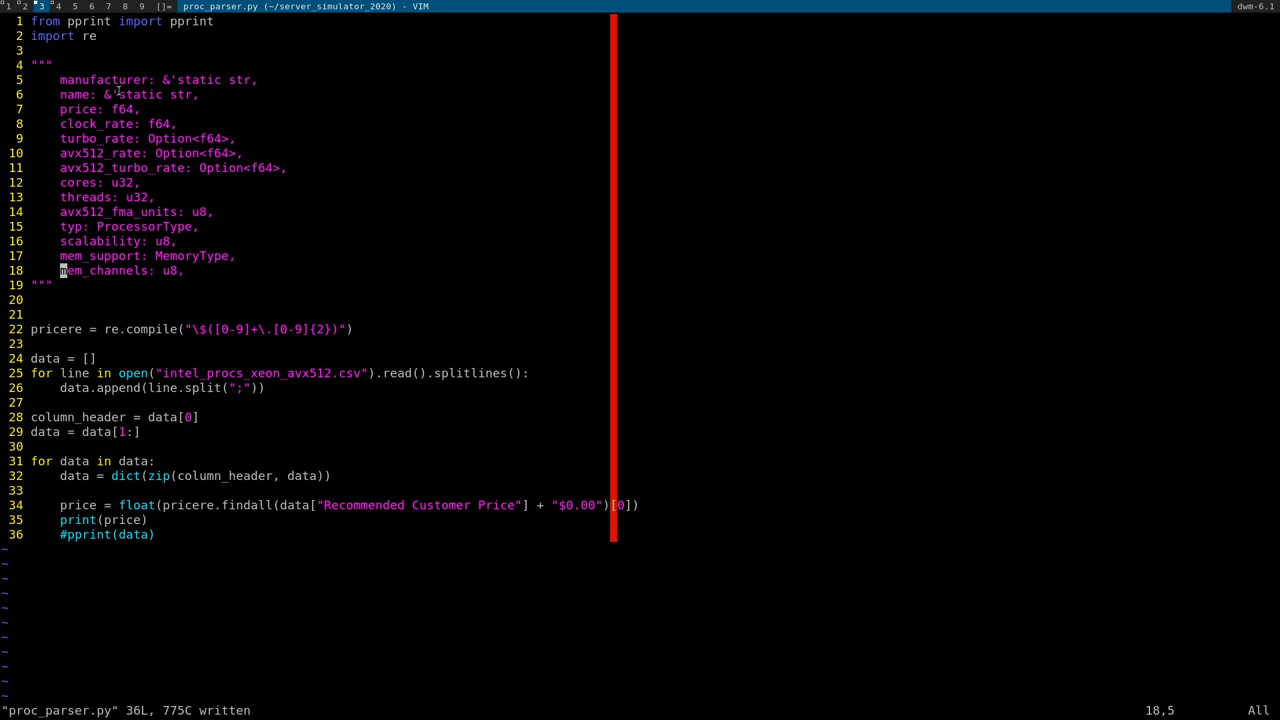 1 2 3 4 5 6 7 8 9 []= proc_parser.py (~/server_simulator_2020) - VIM dwm-6.1
1 from pprint import pprint
2 import re
3
4 """
5     manufacturer: &'static str,
6     name: &'static str,
7     price: f64,
8     clock_rate: f64,
9     turbo_rate: Option<f64>,
10     avx512_rate: Option<f64>,
11     avx512_turbo_rate: Option<f64>,
12     cores: u32,
13     threads: u32,
14     avx512_fma_units: u8,
15     typ: ProcessorType,
16     scalability: u8,
17     mem_support: MemoryType,
18     mem_channels: u8,
19 """
20
21
22 pricere = re.compile("\$([0-9]+\.[0-9]{2})")
23
24 data = []
25 for line in open("intel_procs_xeon_avx512.csv").read().splitlines():
26     data.append(line.split(";"))
27
28 column_header = data[0]
29 data = data[1:]
30
31 for data in data:
32     data = dict(zip(column_header, data))
33
34     price = float(pricere.findall(data["Recommended Customer Price"] + "$0.00")[0])
35     print(price)
36     #pprint(data)
~
~
~
~
~
~
~
~
~
~
~
"proc_parser.py" 36L, 775C written 18,5 All